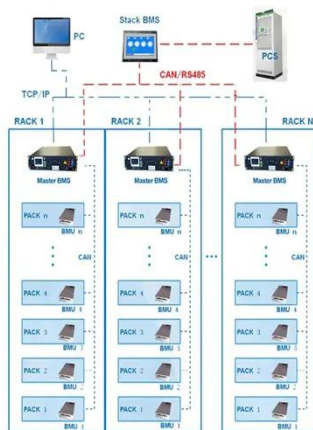 Stack BMS
PC
PCS
CAN/RS485
TCP/IP
RACK 1
RACK 2
RACK N
Master BMS
Master BMS
Master BMS
PACK n
BMU n
PACK n
BMU n
PACK n
BMU n
CAN
CAN
CAN
PACK 4
BMU 4
PACK 4
BMU 4
PACK 4
BMU 4
PACK 3
BMU 3
PACK 3
BMU 3
PACK 3
BMU 3
PACK 2
BMU 2
PACK 2
BMU 2
PACK 2
BMU 2
PACK 1
BMU 1
PACK 1
BMU 1
PACK 1
BMU 1